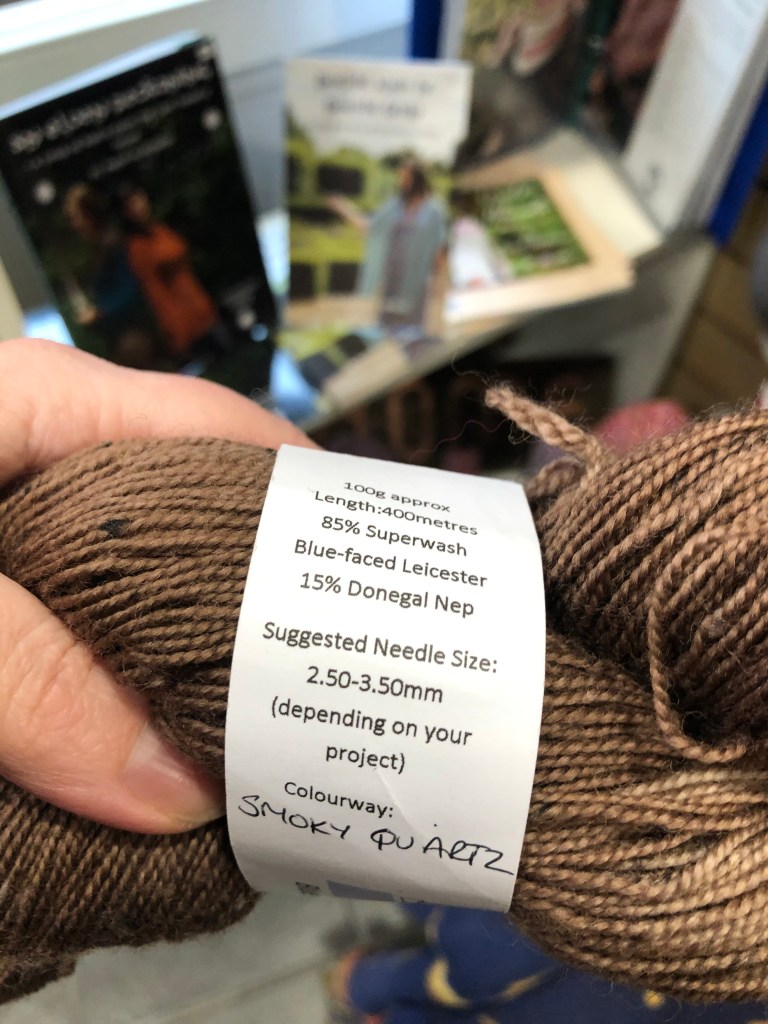 100g approx
Length:400metres
85% Superwash
Blue-faced Leicester
15% Donegal Nep
Suggested Needle Size:
2.50-3.50mm
(depending on your
project)
Colourway:
SMOKY QUARTZ